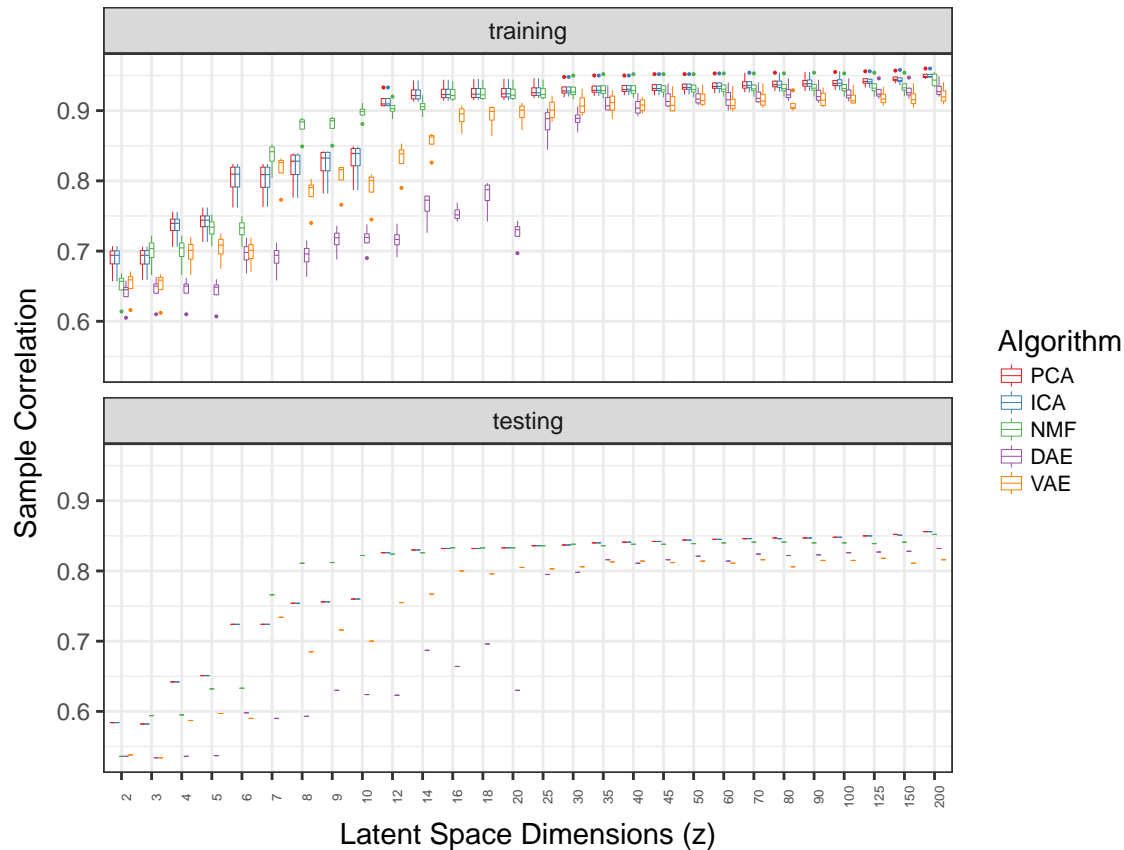 training
0.9
0.8
0.7
0.6
testing
0.9
0.8
0.7
0.6
Sample Correlation
2 3 4 5 6 7 8 9 10 12 14 16 18 20 25 30 35 40 45 50 60 70 80 90 100 125 150 200
Latent Space Dimensions (z)
Algorithm
PCA
ICA
NMF
DAE
VAE